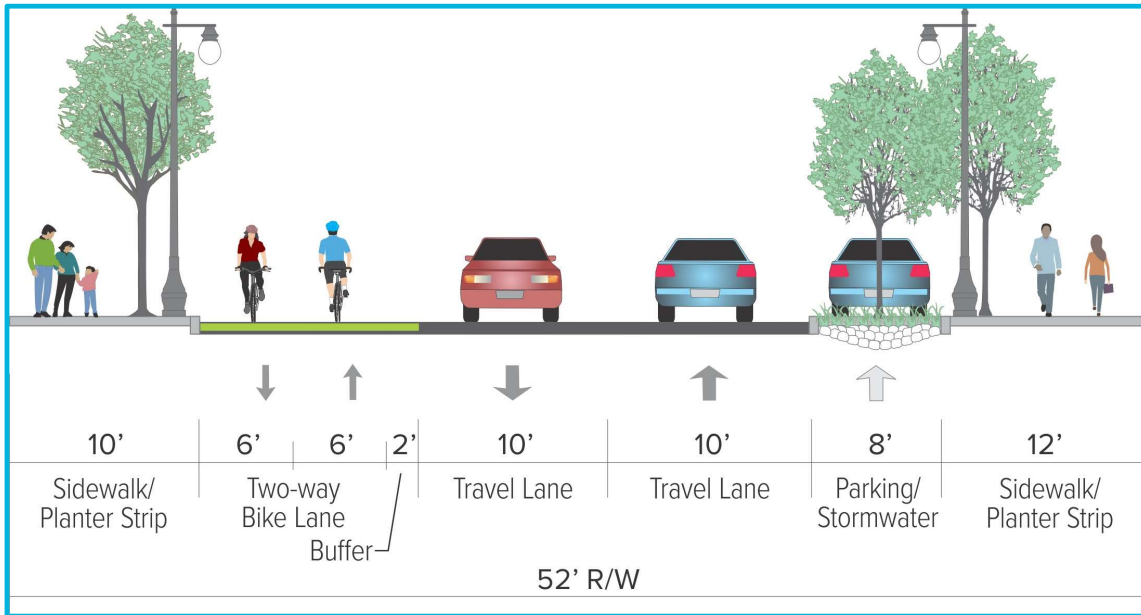 10’ 6’ 6’ 2’ 10’ 10’ 8’ 12’
Sidewalk/
Planter Strip
Two-way
Bike Lane
Buffer
Travel Lane
Travel Lane
Parking/
Stormwater
Sidewalk/
Planter Strip
52’ R/W